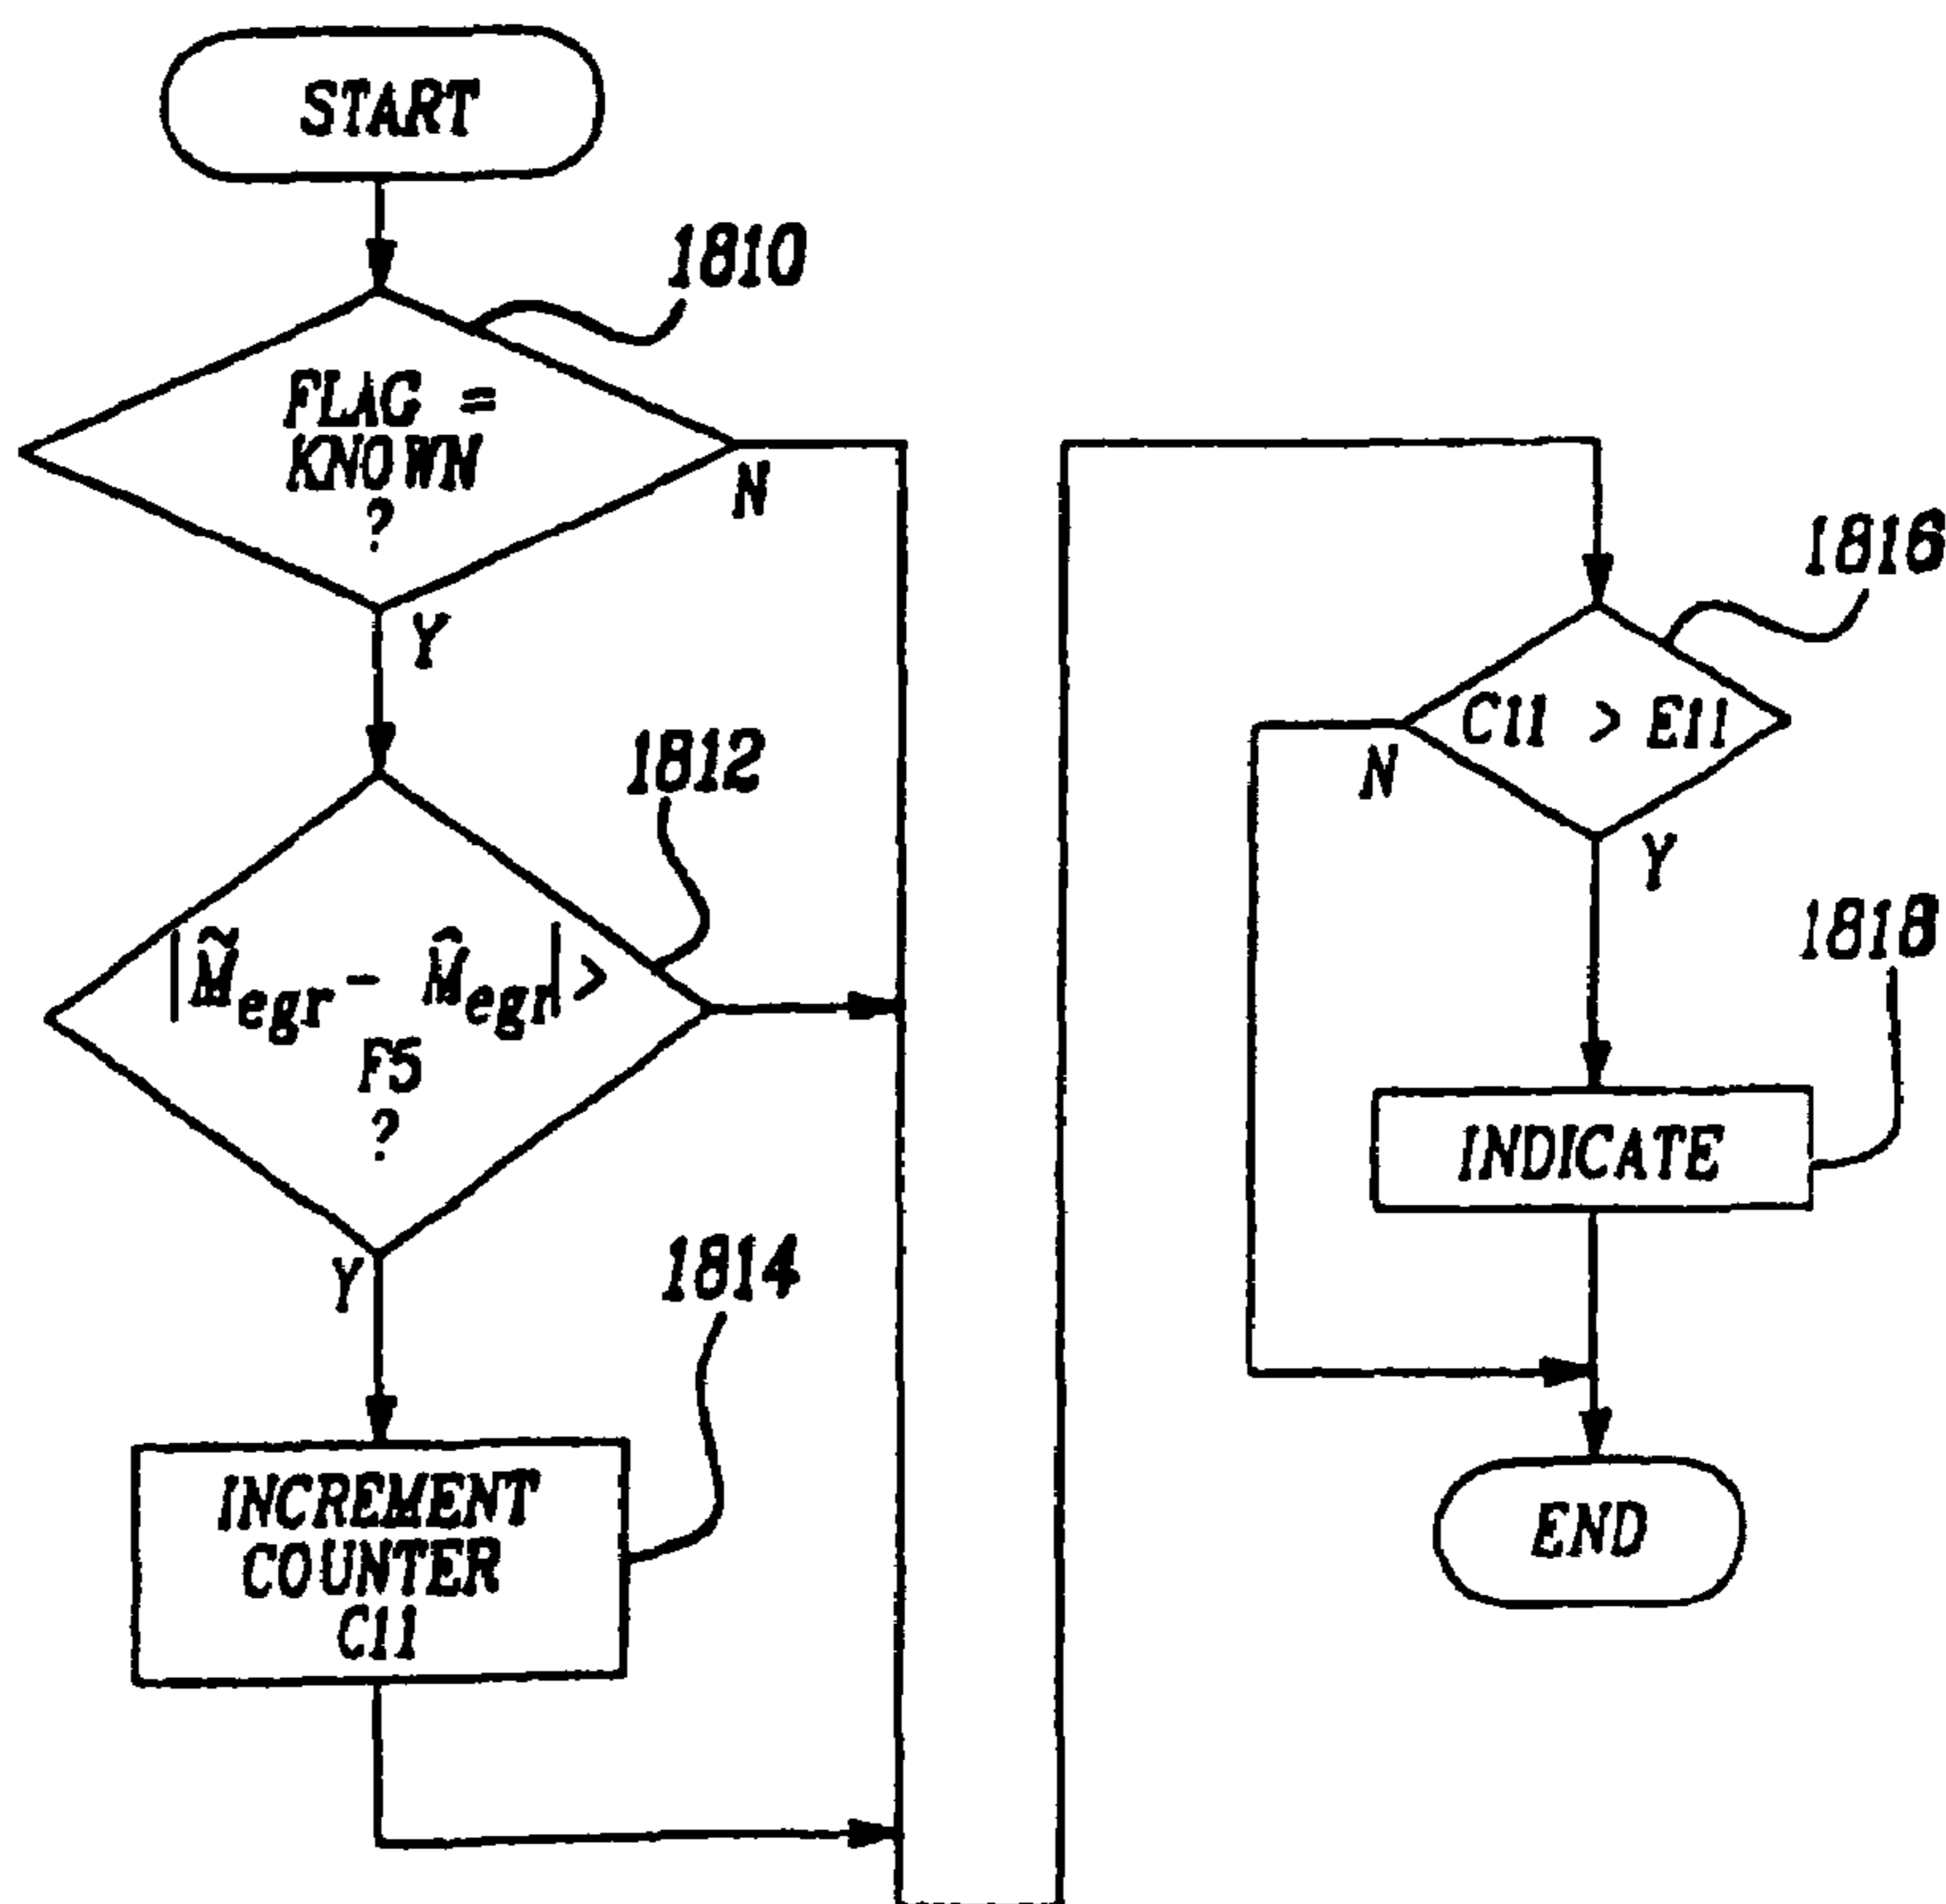 START
1810
FLAG =
KNOWN
?
N
Y
1812
|M̃egr - M̂egr| >
F5
?
Y
1814
INCREMENT
COUNTER
C11
1816
C11 > E11
N
Y
1818
INDICATE
END